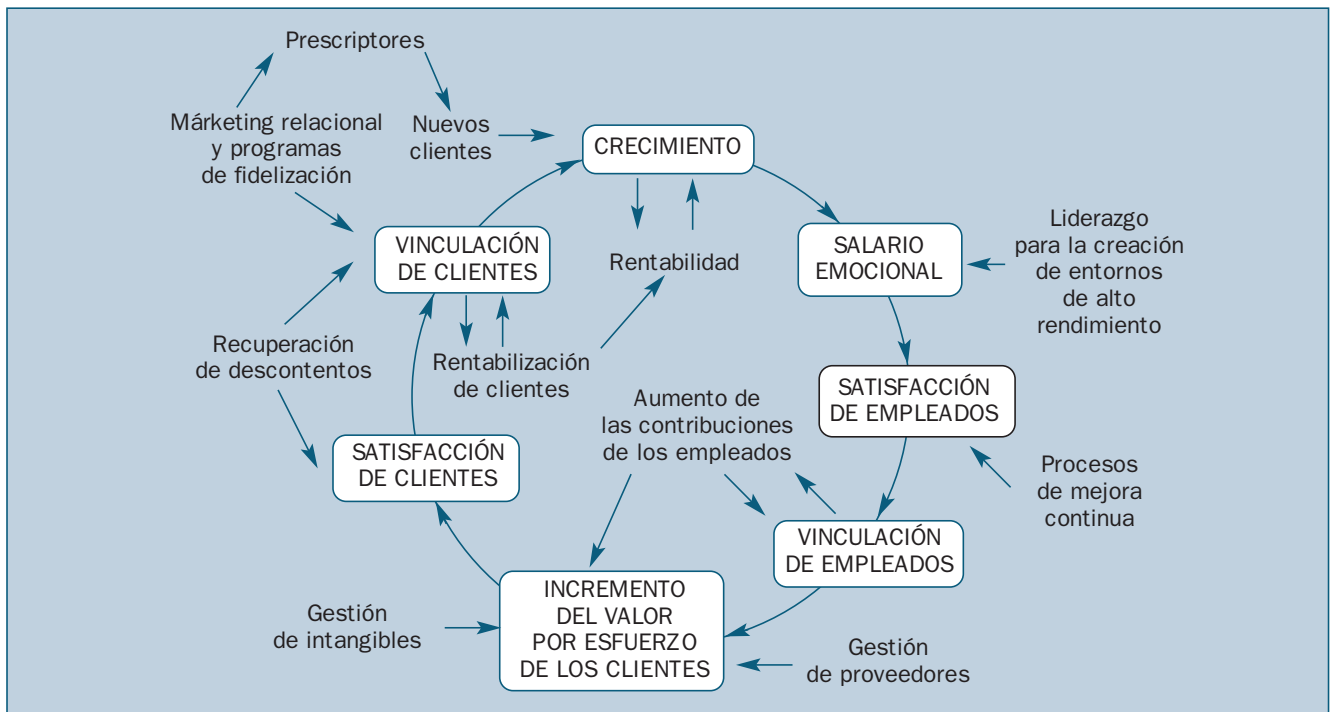 Prescriptores
Márketing relacional
y programas
de fidelización
Nuevos
clientes
CRECIMIENTO
VINCULACIÓN
DE CLIENTES
Rentabilidad
SALARIO
EMOCIONAL
Liderazgo
para la creación
de entornos
de alto
rendimiento
Recuperación
de descontentos
Rentabilización
de clientes
SATISFACCIÓN
DE EMPLEADOS
Aumento de
las contribuciones
de los empleados
SATISFACCIÓN
DE CLIENTES
Procesos
de mejora
continua
VINCULACIÓN
DE EMPLEADOS
INCREMENTO
DEL VALOR
POR ESFUERZO
DE LOS CLIENTES
Gestión
de intangibles
Gestión
de proveedores